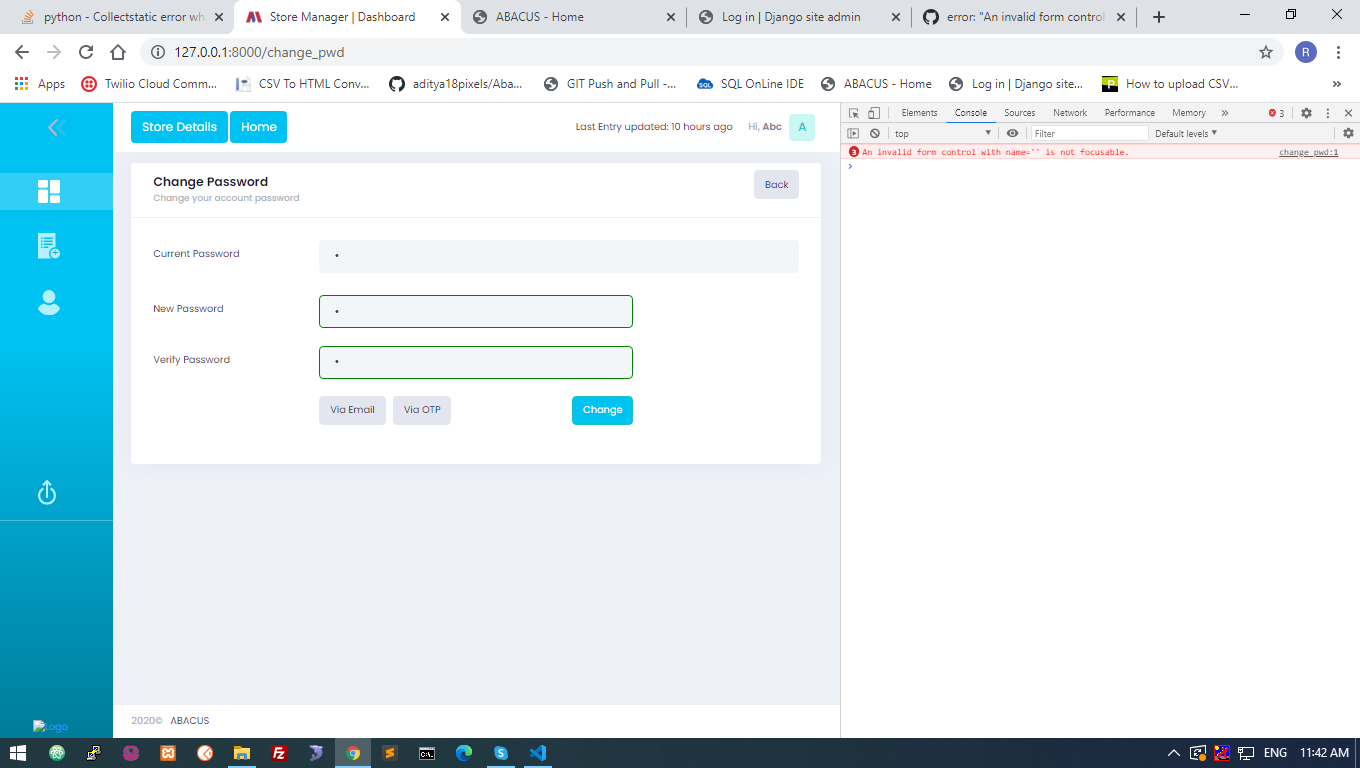 python - Collectstatic error wh
Store Manager | Dashboard
ABACUS - Home
Log in | Django site admin
error: "An invalid form control
127.0.0.1:8000/change_pwd
R
Apps
Twilio Cloud Comm...
CSV To HTML Conv...
aditya18pixels/Aba...
GIT Push and Pull -...
SQL OnLine IDE
ABACUS - Home
Log in | Django site...
How to upload CSV...
»
Store Details
Home
Last Entry updated: 10 hours ago
Hi, Abc
A
Elements
Console
Sources
Network
Performance
Memory
»
3
top
Filter
Default levels
3 An invalid form control with name='' is not focusable.
change_pwd:1
Change Password
Change your account password
Back
Current Password
New Password
Verify Password
Via Email
Via OTP
Change
Logo
2020© ABACUS
ENG
11:42 AM